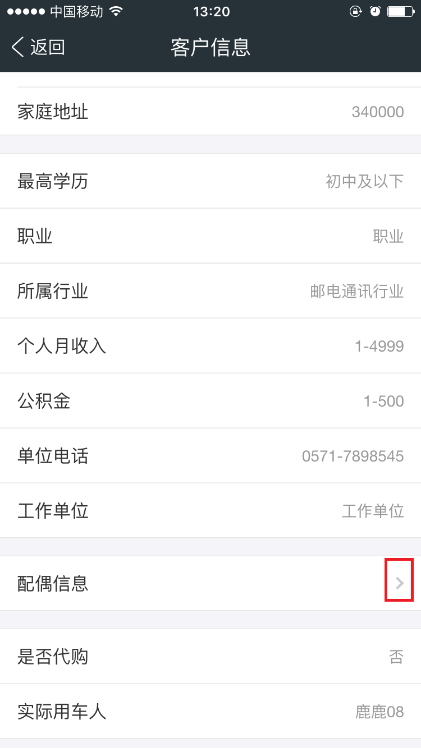 中国移动 13:20
返回 客户信息
家庭地址 340000
最高学历 初中及以下
职业 职业
所属行业 邮电通讯行业
个人月收入 1-4999
公积金 1-500
单位电话 0571-7898545
工作单位 工作单位
配偶信息
是否代购 否
实际用车人 鹿鹿08